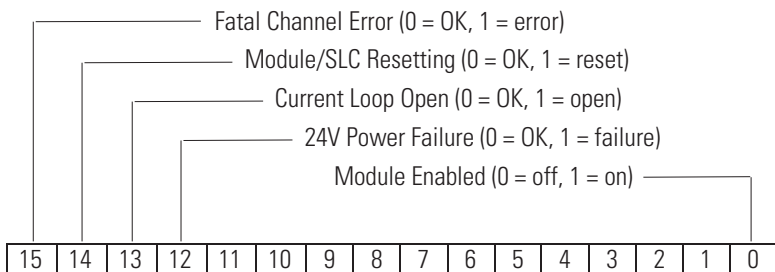 Fatal Channel Error (0 = OK, 1 = error)
Module/SLC Resetting (0 = OK, 1 = reset)
Current Loop Open (0 = OK, 1 = open)
24V Power Failure (0 = OK, 1 = failure)
Module Enabled (0 = off, 1 = on)
15 14 13 12 11 10 9 8 7 6 5 4 3 2 1 0